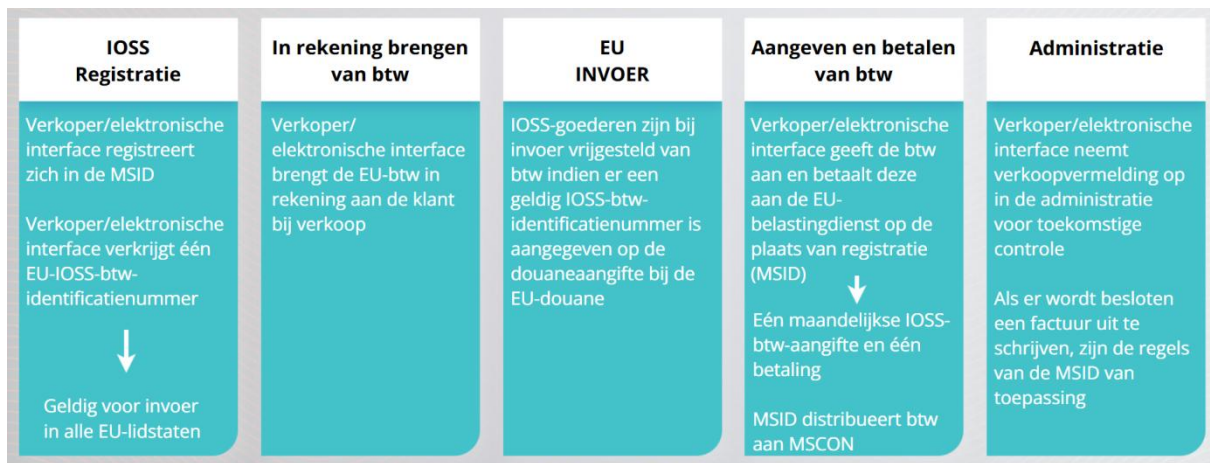 IOSS
Registratie
Verkoper/elektronische
interface registreert
zich in de MSID
Verkoper/elektronische
interface verkrijgt één
EU-IOSS-btw-
identificatienummer
Geldig voor invoer
in alle EU-lidstaten
In rekening brengen
van btw
Verkoper/
elektronische interface
brengt de EU-btw in
rekening aan de klant
bij verkoop
EU
INVOER
IOSS-goederen zijn bij
invoer vrijgesteld van
btw indien er een
geldig IOSS-btw-
identificatienummer is
aangegeven op de
douaneaangifte bij de
EU-douane
Aangeven en betalen
van btw
Verkoper/elektronische
interface geeft de btw
aan en betaalt deze
aan de EU-
belastingdienst op de
plaats van registratie
(MSID)
Eén maandelijkse IOSS-
btw-aangifte en één
betaling
MSID distribueert btw
aan MSCON
Administratie
Verkoper/elektronische
interface neemt
verkoopvermelding op
in de administratie
voor toekomstige
controle
Als er wordt besloten
een factuur uit te
schrijven, zijn de regels
van de MSID van
toepassing